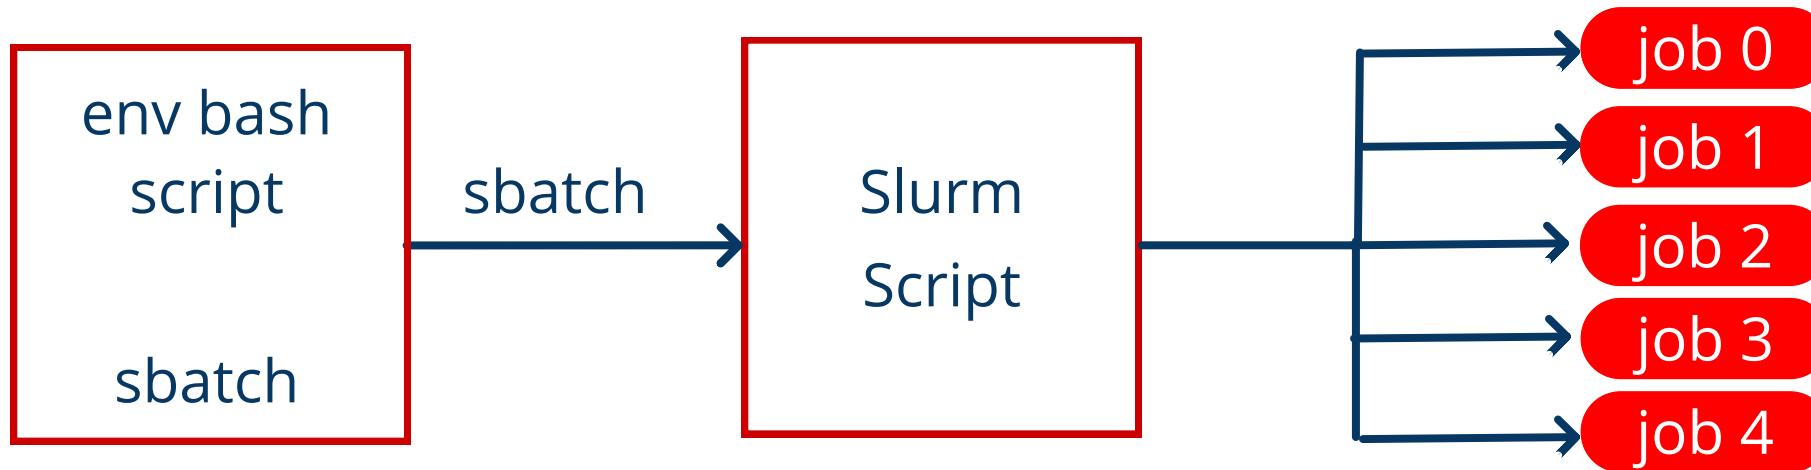 env bash
script
sbatch
sbatch
Slurm
Script
job 0
job 1
job 2
job 3
job 4